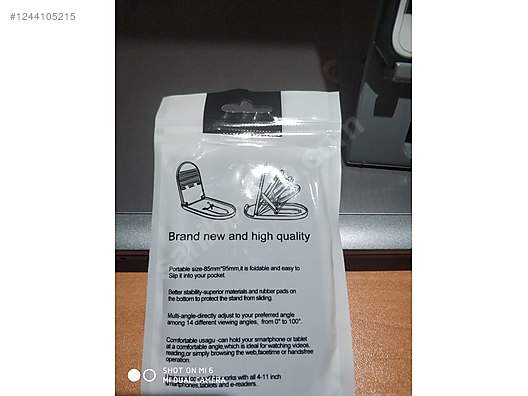 #1244105215
Brand new and high quality
Portable size-85mm*95mm,it is foldable and easy to
Slip it into your pocket.
Better stability-superior materials and rubber pads on
the bottom to protect the stand from sliding.
Multi-angle-directly adjust to your preferred angle
among 14 different viewing angles, from 0° to 100°.
Comfortable usagu -can hold your smartphone or tablet
at a comfortable angle,which is ideal for watching videos,
reading,or simply browsing the web,facetime or handsfree
operation.
works with all 4-11 inch
smartphones,tablets and e-readers.
SHOT ON MI 6
MI DUAL CAMERA